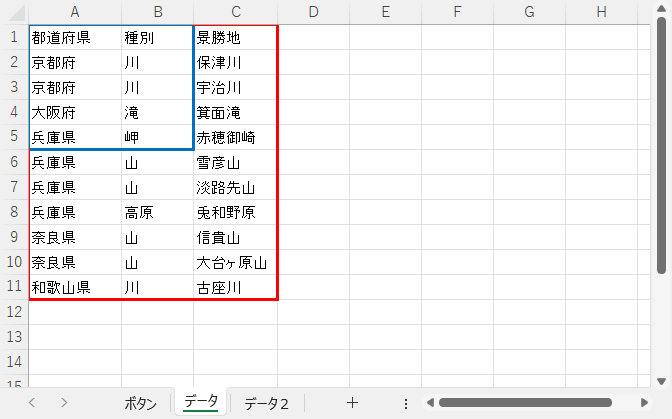 A B C D E F G H
1 都道府県 種別 景勝地
2 京都府 川 保津川
3 京都府 川 宇治川
4 大阪府 滝 箕面滝
5 兵庫県 岬 赤穂御崎
6 兵庫県 山 雪彦山
7 兵庫県 山 淡路先山
8 兵庫県 高原 兎和野原
9 奈良県 山 信貴山
10 奈良県 山 大台ヶ原山
11 和歌山県 川 古座川
12
13
14
15
ボタン データ データ２